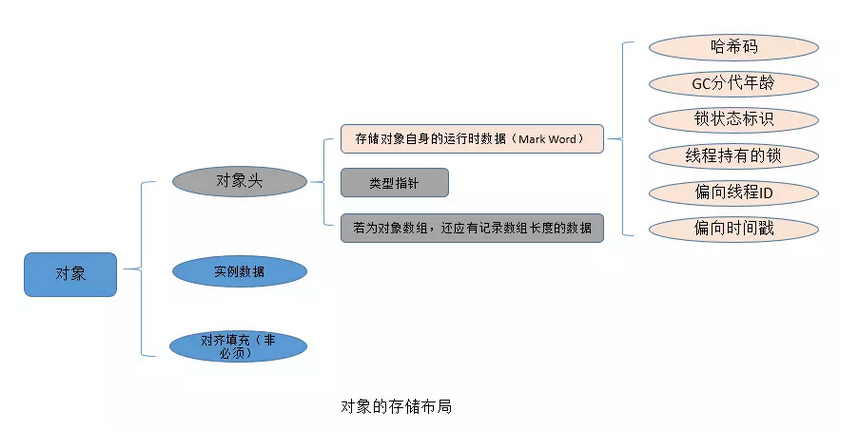 哈希码
GC分代年龄
锁状态标识
存储对象自身的运行时数据（Mark Word）
线程持有的锁
对象头
类型指针
偏向线程ID
若为对象数组，还应有记录数组长度的数据
偏向时间戳
对象
实例数据
对齐填充（非
必须）
对象的存储布局